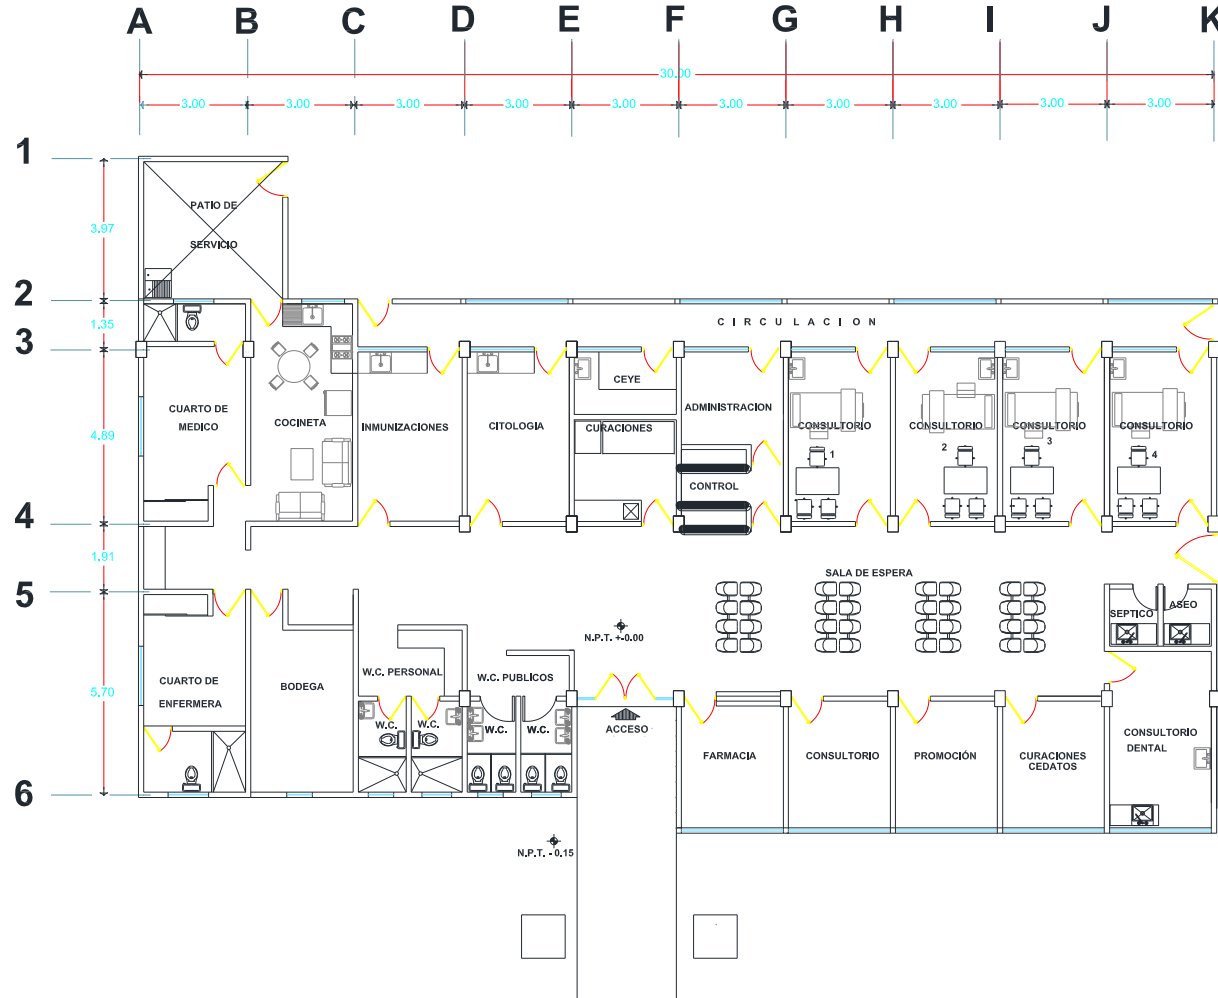 A B C D E F G H I J K
30.00
3.00 3.00 3.00 3.00 3.00 3.00 3.00 3.00 3.00 3.00
1
3.97
PATIO DE
SERVICIO
2
1.35
CIRCULACION
3
4.89
CUARTO DE
MEDICO
COCINETA
INMUNIZACIONES
CITOLOGIA
CEYE
CURACIONES
ADMINISTRACION
CONTROL
CONSULTORIO
1
CONSULTORIO
2
CONSULTORIO
3
CONSULTORIO
4
4
1.91
SALA DE ESPERA
5
SEPTICO
ASEO
N.P.T. +-0.00
5.70
CUARTO DE
ENFERMERA
BODEGA
W.C. PERSONAL
W.C. PUBLICOS
W.C. W.C. W.C. W.C.
ACCESO
FARMACIA
CONSULTORIO
PROMOCIÓN
CURACIONES
CEDATOS
CONSULTORIO
DENTAL
6
N.P.T. - 0.15